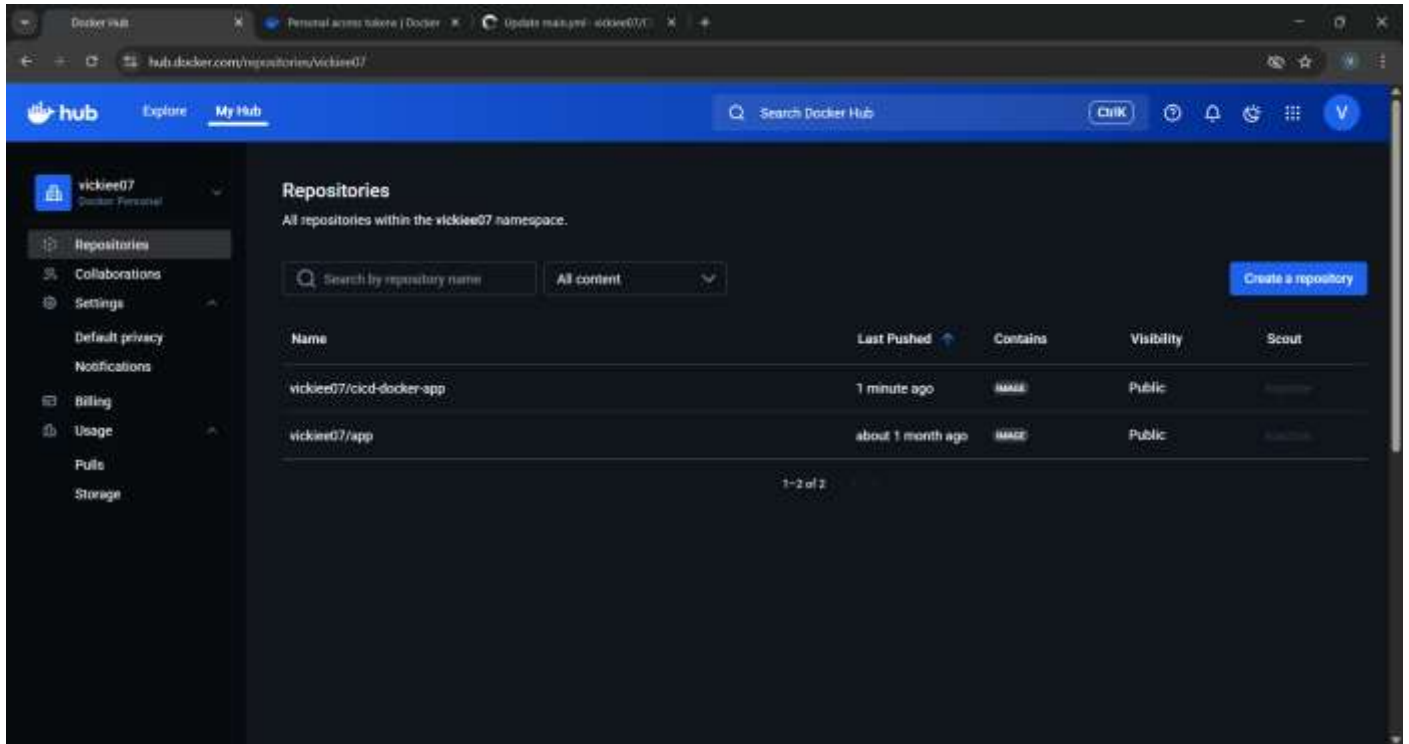 Docker Hub
Personal access tokens | Docker
Update main.yml · vickiee07/C
hub.docker.com/repositories/vickiee07
hub
Explore
My Hub
Search Docker Hub
CtrlK
V
vickiee07
Docker Personal
Repositories
Collaborations
Settings
Default privacy
Notifications
Billing
Usage
Pulls
Storage
Repositories
All repositories within the vickiee07 namespace.
Search by repository name
All content
Create a repository
Name Last Pushed Contains Visibility Scout
vickiee07/cicd-docker-app 1 minute ago IMAGE Public
vickiee07/app about 1 month ago IMAGE Public
1–2 of 2